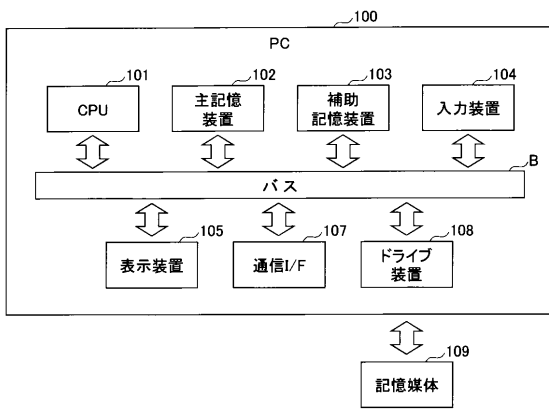 100
PC
101
102
103
104
CPU
主記憶
装置
補助
記憶装置
入力装置
B
バス
105
107
108
表示装置
通信I/F
ドライブ
装置
109
記憶媒体